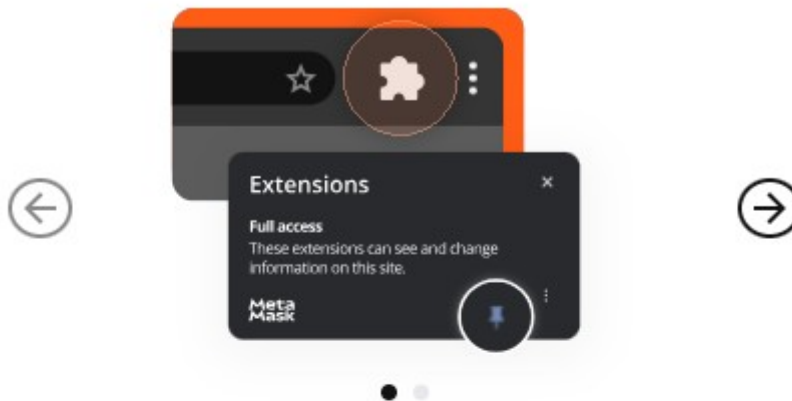 Extensions
Full access
These extensions can see and change
information on this site.
Meta
Mask